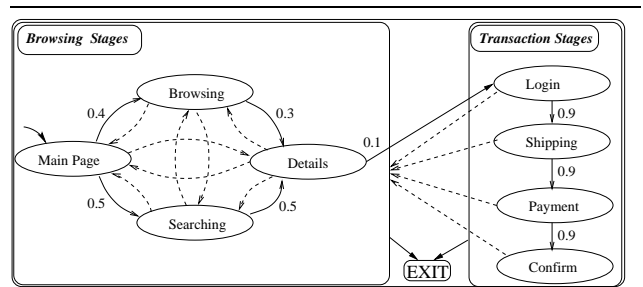 Browsing Stages
Transaction Stages
Browsing
Login
0.4
0.3
0.9
0.1
Main Page
Details
Shipping
0.9
0.5
Searching
0.5
Payment
0.9
EXIT
Confirm